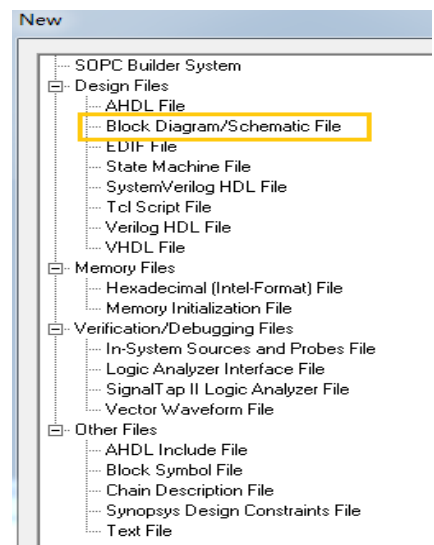 New
SOPC Builder System
Design Files
AHDL File
Block Diagram/Schematic File
EDIF File
State Machine File
SystemVerilog HDL File
Tcl Script File
Verilog HDL File
VHDL File
Memory Files
Hexadecimal (Intel-Format) File
Memory Initialization File
Verification/Debugging Files
In-System Sources and Probes File
Logic Analyzer Interface File
SignalTap II Logic Analyzer File
Vector Waveform File
Other Files
AHDL Include File
Block Symbol File
Chain Description File
Synopsys Design Constraints File
Text File